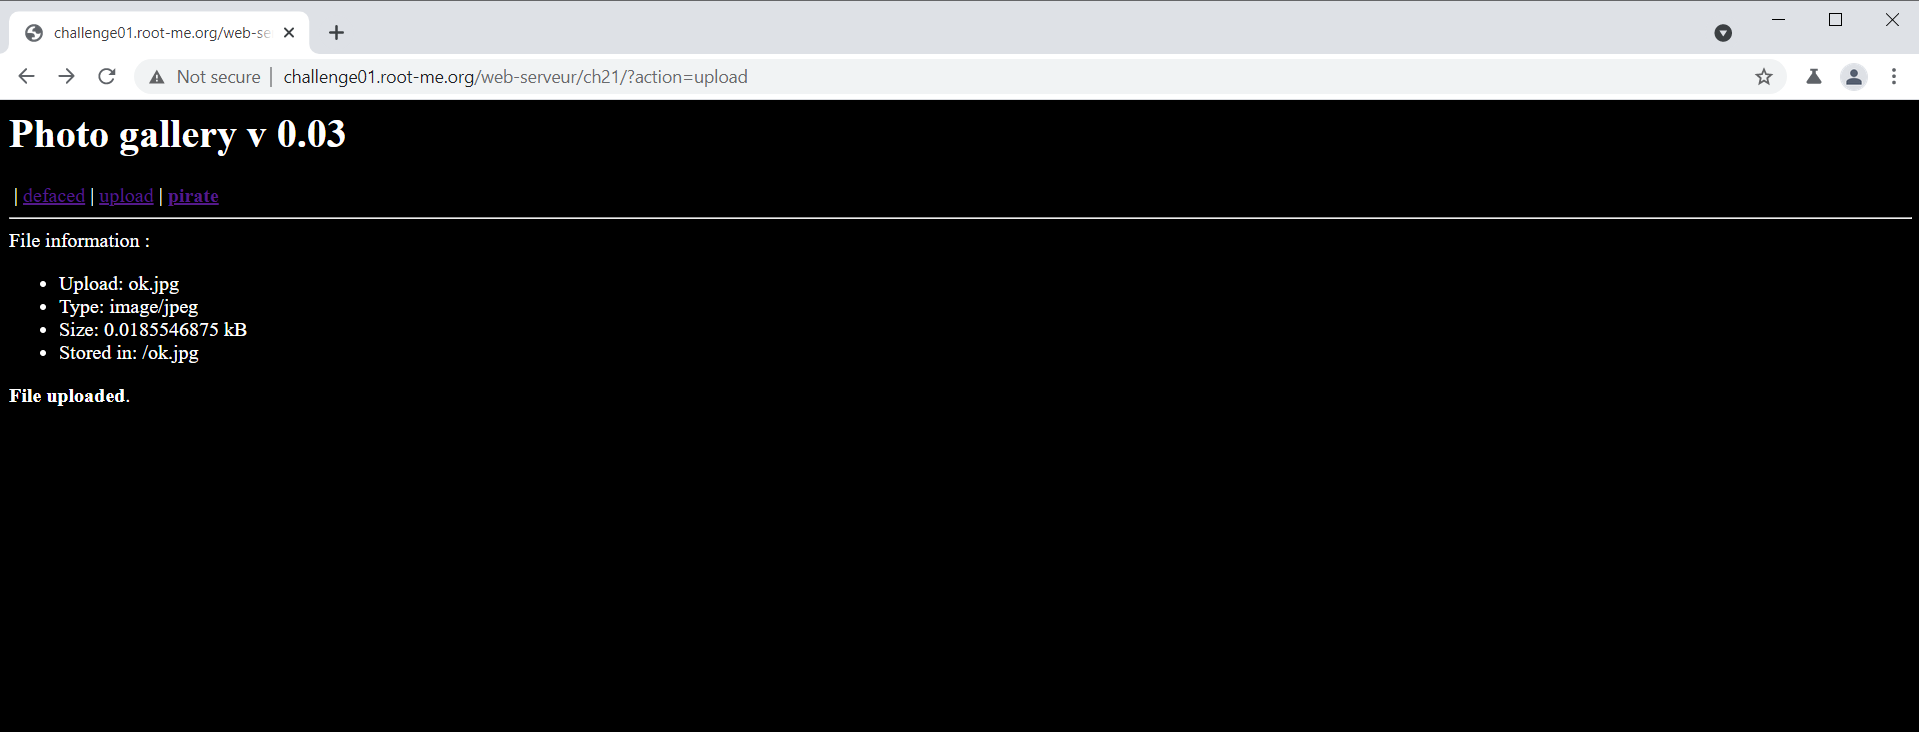 challenge01.root-me.org/web-se
Not secure | challenge01.root-me.org/web-serveur/ch21/?action=upload
Photo gallery v 0.03
| defaced | upload | pirate
File information :
Upload: ok.jpg
Type: image/jpeg
Size: 0.0185546875 kB
Stored in: /ok.jpg
File uploaded.